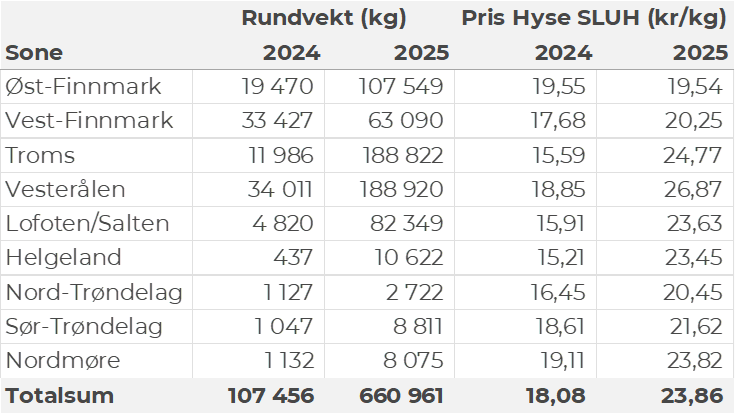 Rundvekt (kg) Pris Hyse SLUH (kr/kg)
Sone 2024 2025 2024 2025
Øst-Finnmark 19 470 107 549 19,55 19,54
Vest-Finnmark 33 427 63 090 17,68 20,25
Troms 11 986 188 822 15,59 24,77
Vesterålen 34 011 188 920 18,85 26,87
Lofoten/Salten 4 820 82 349 15,91 23,63
Helgeland 437 10 622 15,21 23,45
Nord-Trøndelag 1 127 2 722 16,45 20,45
Sør-Trøndelag 1 047 8 811 18,61 21,62
Nordmøre 1 132 8 075 19,11 23,82
Totalsum 107 456 660 961 18,08 23,86